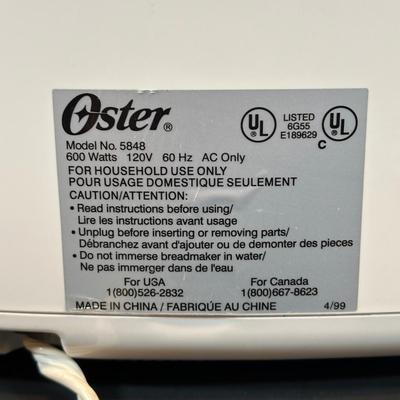 Oster®
UL UL
LISTED
6G55
E189629
C
Model No. 5848
600 Watts 120V 60 Hz AC Only
FOR HOUSEHOLD USE ONLY
POUR USAGE DOMESTIQUE SEULEMENT
CAUTION/ATTENTION:
• Read instructions before using/
Lire les instructions avant usage
• Unplug before inserting or removing parts/
Débranchez avant d'ajouter ou de demonter des pieces
• Do not immerse breadmaker in water/
Ne pas immerger dans de l'eau
For USA For Canada
1(800)526-2832 1(800)667-8623
MADE IN CHINA / FABRIQÚE AU CHINE 4/99